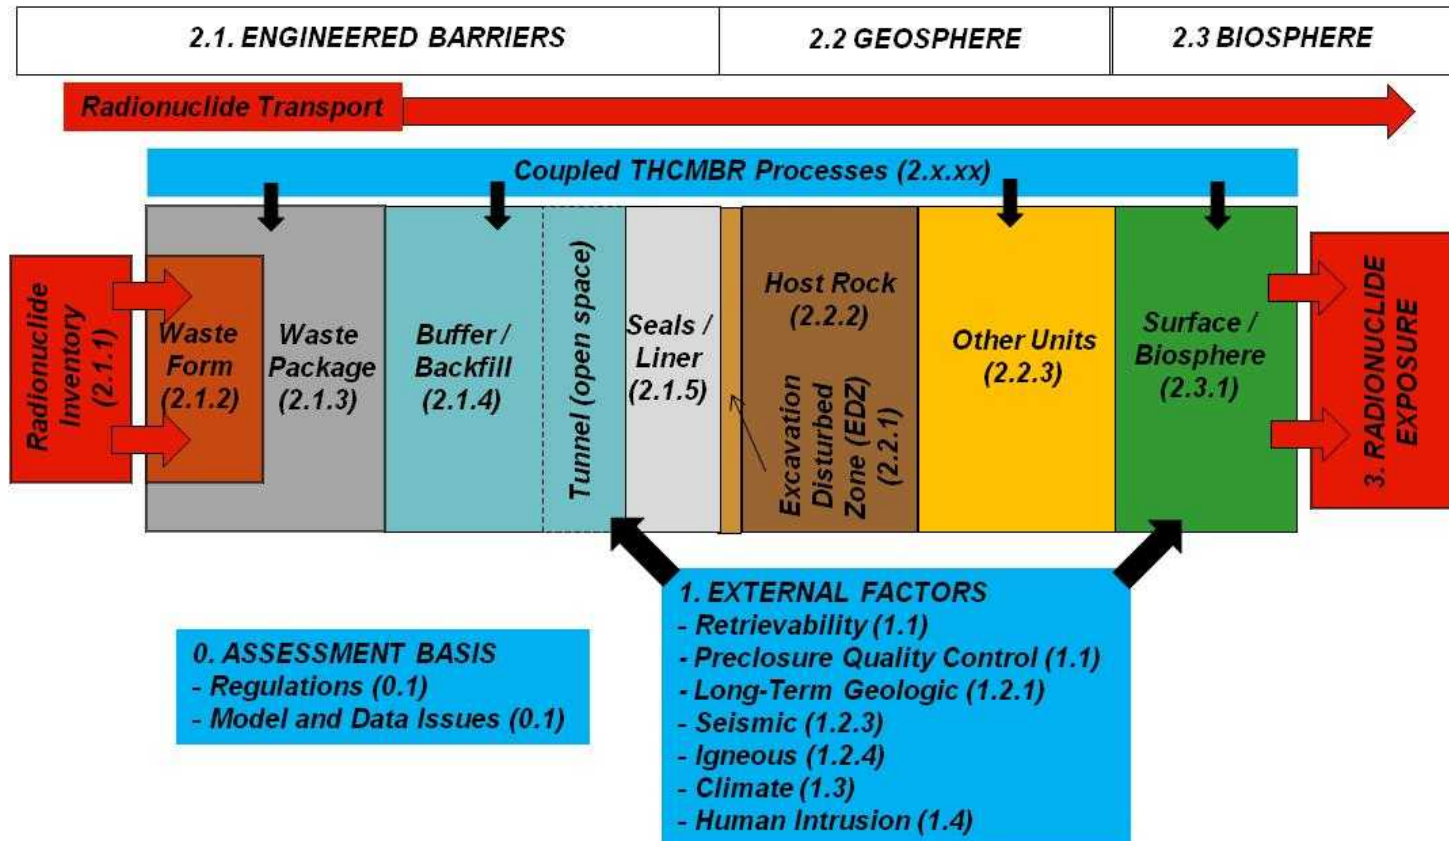 2.1. ENGINEERED BARRIERS
2.2 GEOSPHERE
2.3 BIOSPHERE
Radionuclide Transport
Coupled THCMBR Processes (2.x.xx)
Radionuclide
Inventory
(2.1.1)
Waste
Form
(2.1.2)
Waste
Package
(2.1.3)
Buffer /
Backfill
(2.1.4)
Tunnel (open space)
Seals /
Liner
(2.1.5)
Host Rock
(2.2.2)
Excavation
Disturbed
Zone (EDZ)
(2.2.1)
Other Units
(2.2.3)
Surface /
Biosphere
(2.3.1)
3. RADIONUCLIDE
EXPOSURE
0. ASSESSMENT BASIS
- Regulations (0.1)
- Model and Data Issues (0.1)
1. EXTERNAL FACTORS
- Retrievability (1.1)
- Preclosure Quality Control (1.1)
- Long-Term Geologic (1.2.1)
- Seismic (1.2.3)
- Igneous (1.2.4)
- Climate (1.3)
- Human Intrusion (1.4)